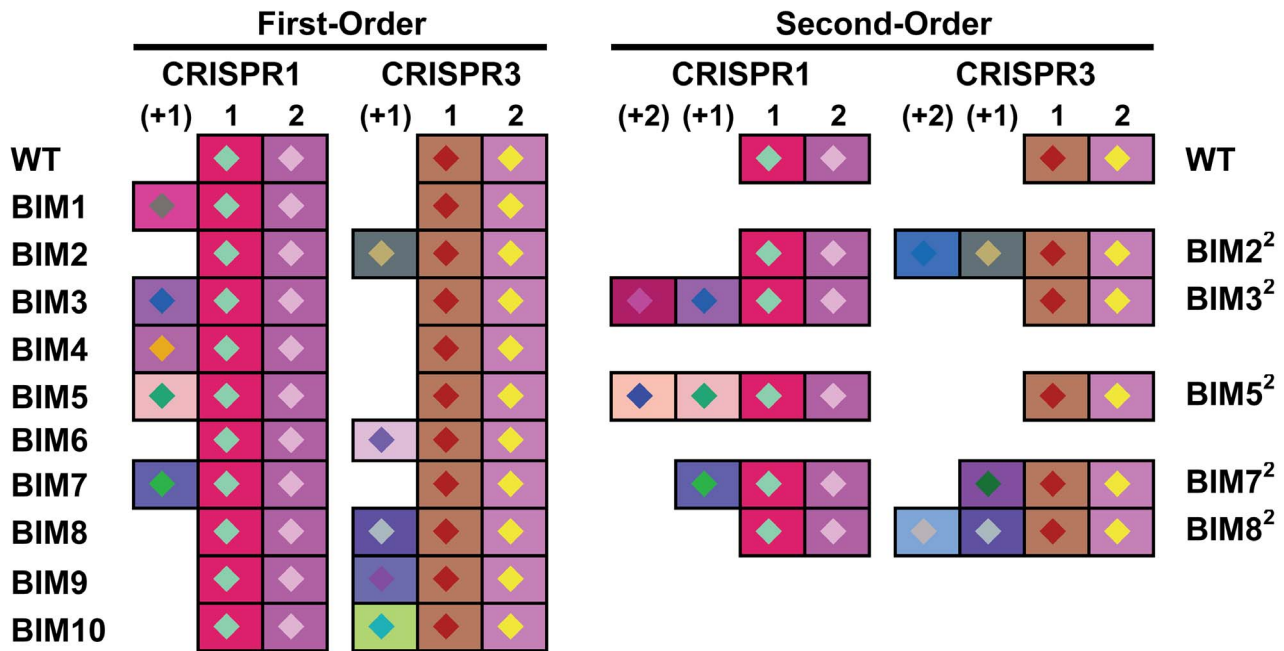 First-Order Second-Order
CRISPR1 CRISPR3 CRISPR1 CRISPR3
(+1) 1 2 (+1) 1 2 (+2) (+1) 1 2 (+2) (+1) 1 2
WT WT
BIM1
BIM2 BIM2²
BIM3 BIM3²
BIM4
BIM5 BIM5²
BIM6
BIM7 BIM7²
BIM8 BIM8²
BIM9
BIM10